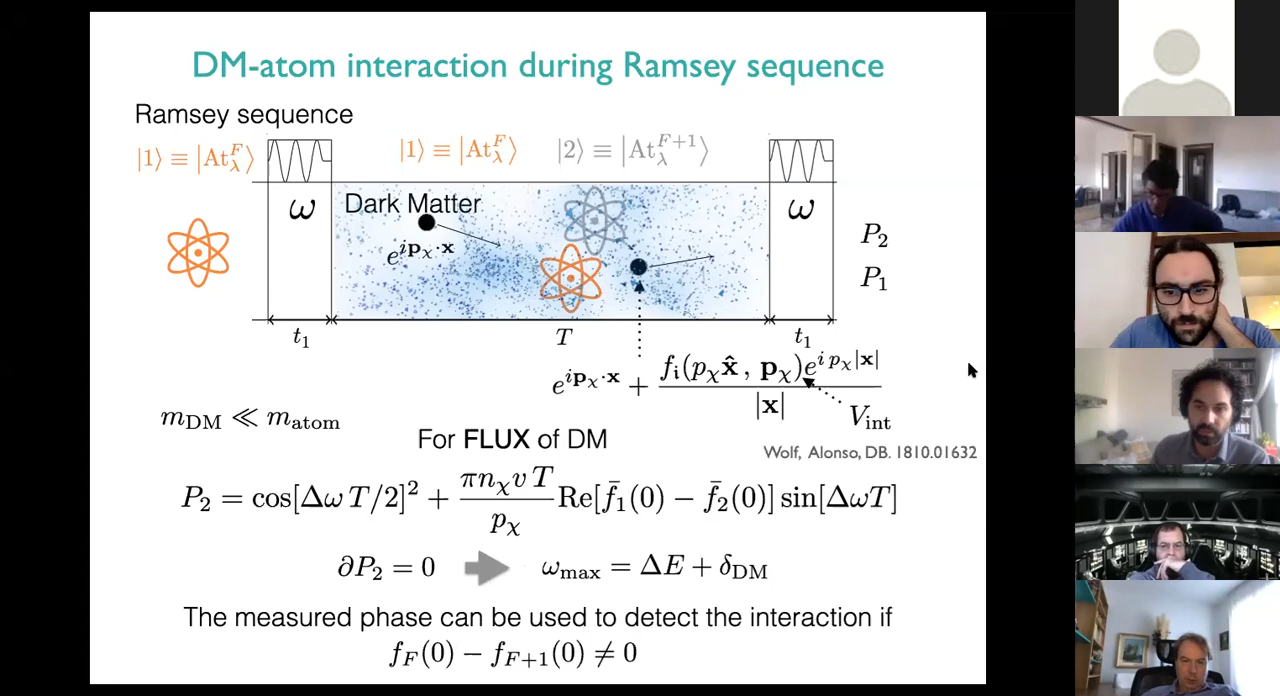 DM-atom interaction during Ramsey sequence
Ramsey sequence
|1⟩ ≡ |At_λ^F⟩
|1⟩ ≡ |At_λ^F⟩
|2⟩ ≡ |At_λ^{F+1}⟩
ω
Dark Matter
ω
e^{i𝐩_χ·𝐱}
P_2
P_1
t_1
T
t_1
e^{i𝐩_χ·𝐱} + f_i(p_χ x̂, 𝐩_χ)e^{i p_χ|𝐱|} / |𝐱|
V_int
m_DM ≪ m_atom
For FLUX of DM
Wolf, Alonso, DB. 1810.01632
P_2 = cos[Δω T/2]^2 + (πn_χ v T / p_χ) Re[f̄_1(0) − f̄_2(0)] sin[ΔωT]
∂P_2 = 0
ω_max = ΔE + δ_DM
The measured phase can be used to detect the interaction if
f_F(0) − f_{F+1}(0) ≠ 0